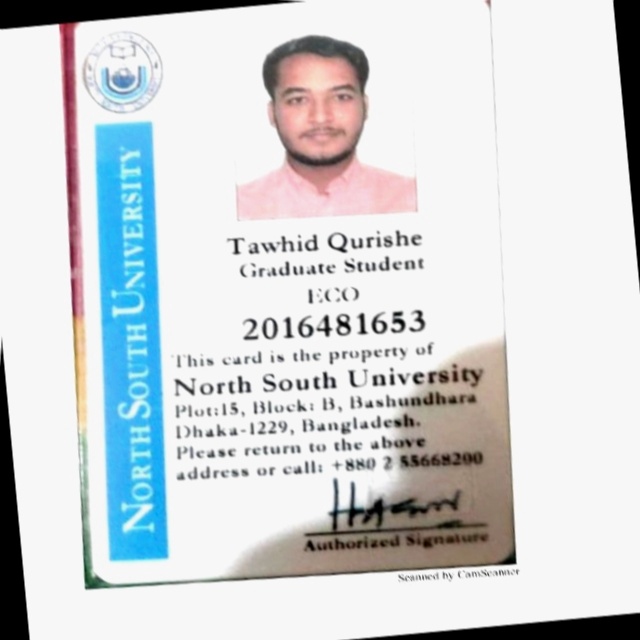 NORTH SOUTH UNIVERSITY
Tawhid Qurishe
Graduate Student
ECO
2016481653
This card is the property of
North South University
Plot:15, Block: B, Bashundhara
Dhaka-1229, Bangladesh.
Please return to the above
address or call: +880 2 55668200
Authorized Signature
Scanned by CamScanner